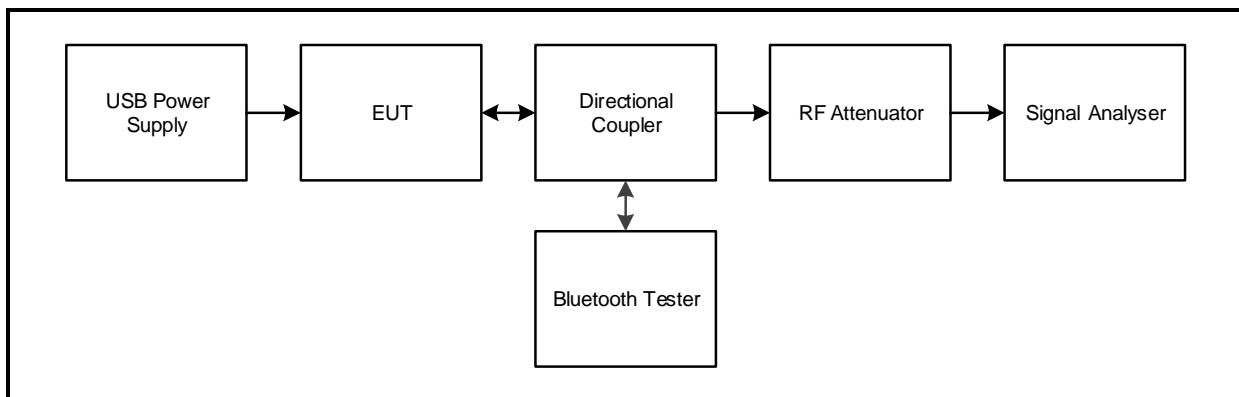 USB Power
Supply
EUT
Directional
Coupler
RF Attenuator
Signal Analyser
Bluetooth Tester